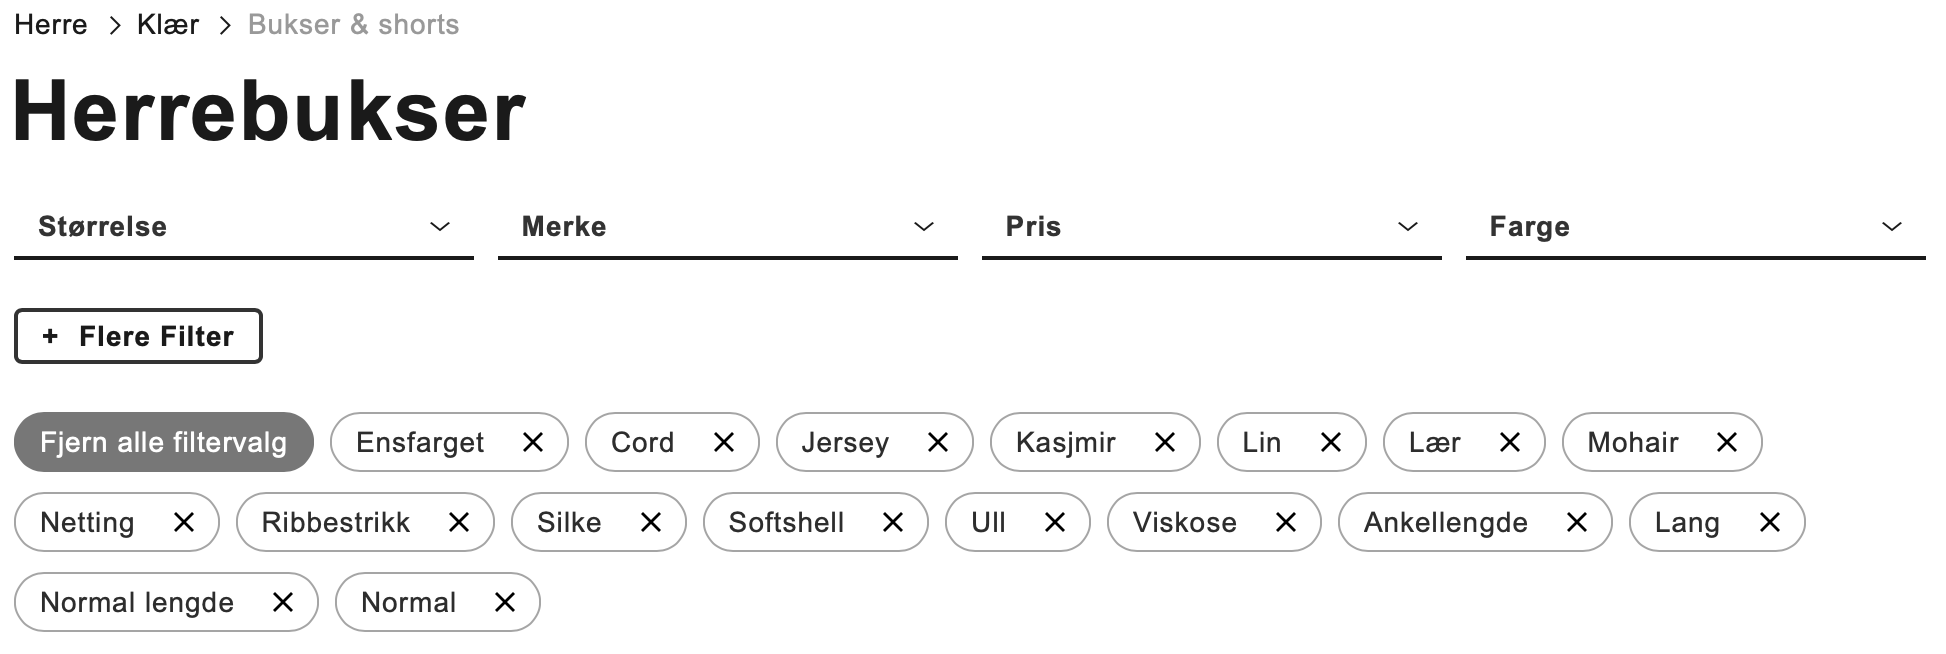 Herre > Klær > Bukser & shorts
Herrebukser
Størrelse Merke Pris Farge
+ Flere Filter
Fjern alle filtervalg Ensfarget Cord Jersey Kasjmir Lin Lær Mohair
Netting Ribbestrikk Silke Softshell Ull Viskose Ankellengde Lang
Normal lengde Normal